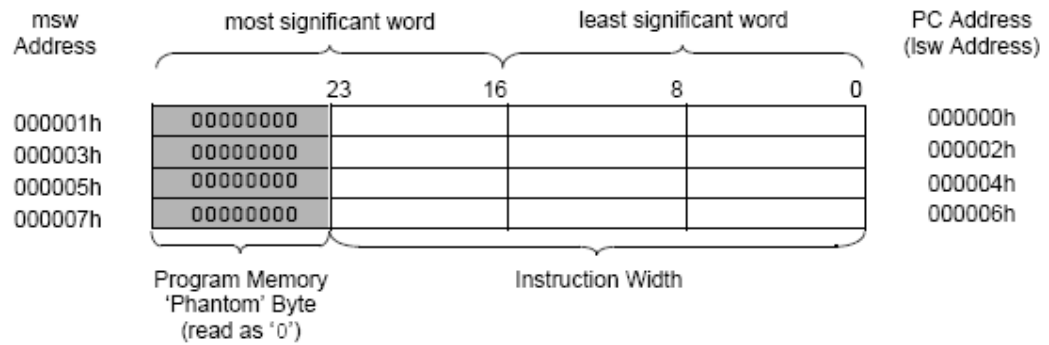 msw
Address
most significant word
least significant word
PC Address
(lsw Address)
23
16
8
0
000001h
00000000
000000h
000003h
00000000
000002h
000005h
00000000
000004h
000007h
00000000
000006h
Program Memory
‘Phantom’ Byte
(read as ‘0’)
Instruction Width